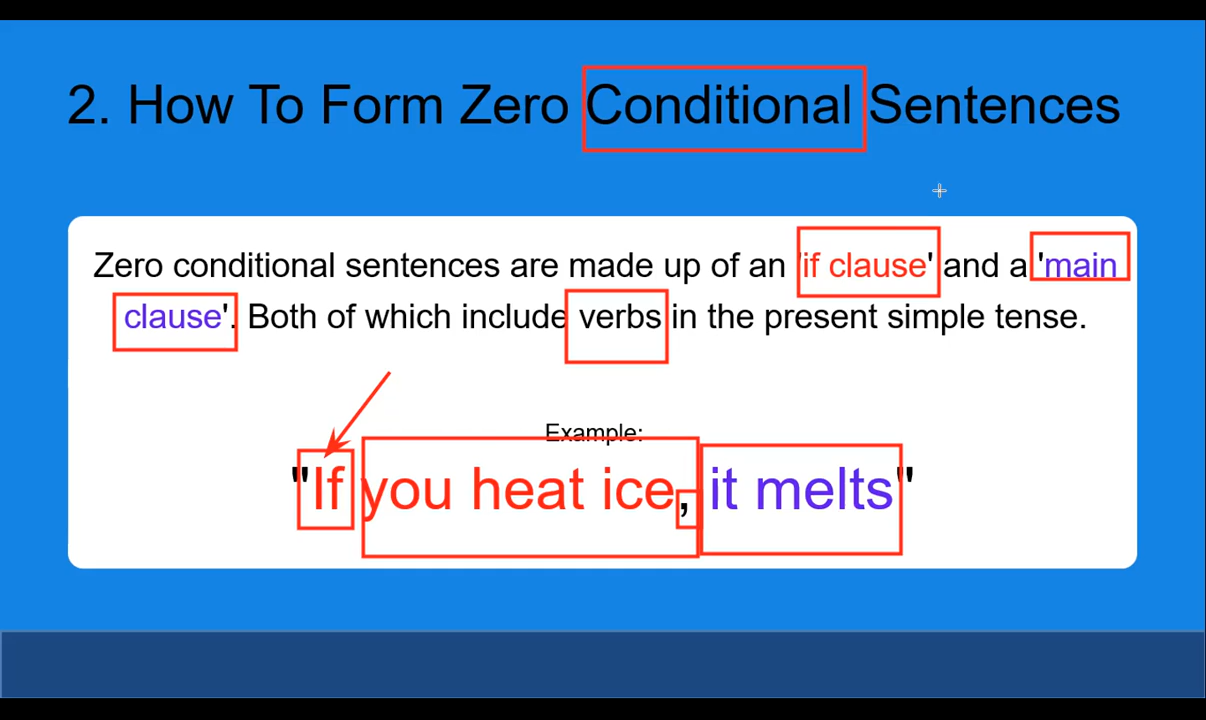 2. How To Form Zero Conditional Sentences
Zero conditional sentences are made up of an 'if clause' and a 'main
clause'. Both of which include verbs in the present simple tense.
Example:
"If you heat ice, it melts"